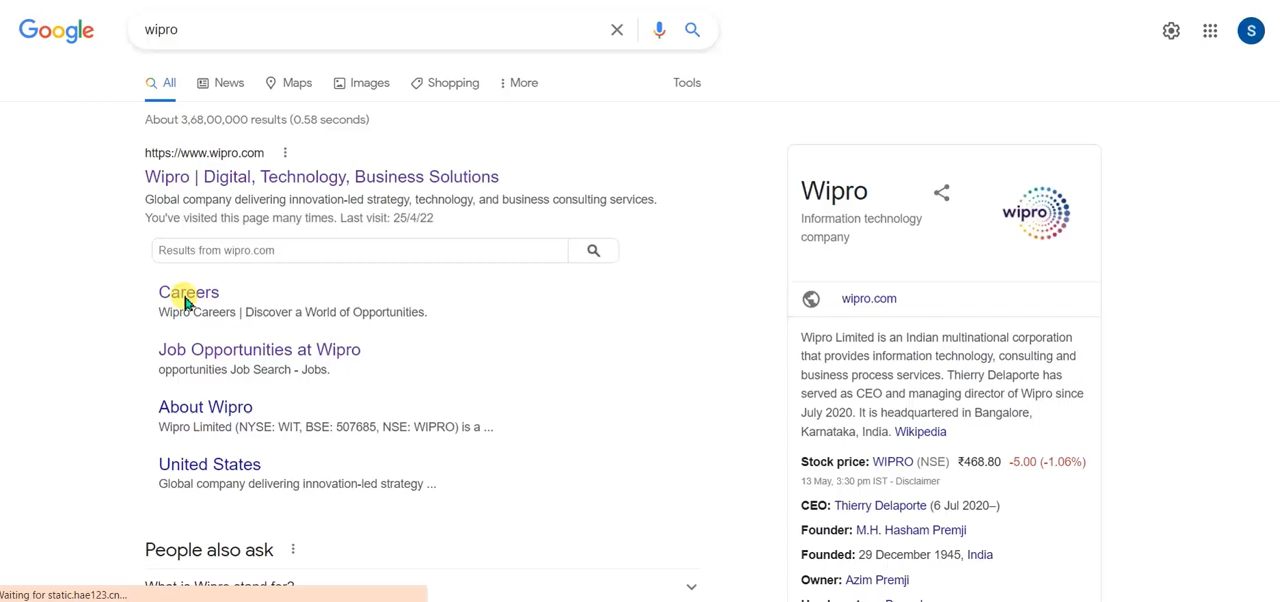 Google
wipro
S
All News Maps Images Shopping More Tools
About 3,68,00,000 results (0.58 seconds)
https://www.wipro.com
Wipro | Digital, Technology, Business Solutions
Global company delivering innovation-led strategy, technology, and business consulting services.
You've visited this page many times. Last visit: 25/4/22
Results from wipro.com
Careers
Wipro Careers | Discover a World of Opportunities.
Job Opportunities at Wipro
opportunities Job Search - Jobs.
About Wipro
Wipro Limited (NYSE: WIT, BSE: 507685, NSE: WIPRO) is a ...
United States
Global company delivering innovation-led strategy ...
People also ask
What is Wipro stand for?
Waiting for static.hae123.cn...
Wipro
Information technology
company
wipro
wipro.com
Wipro Limited is an Indian multinational corporation
that provides information technology, consulting and
business process services. Thierry Delaporte has
served as CEO and managing director of Wipro since
July 2020. It is headquartered in Bangalore,
Karnataka, India. Wikipedia
Stock price: WIPRO (NSE) ₹468.80 -5.00 (-1.06%)
13 May, 3:30 pm IST - Disclaimer
CEO: Thierry Delaporte (6 Jul 2020–)
Founder: M.H. Hasham Premji
Founded: 29 December 1945, India
Owner: Azim Premji